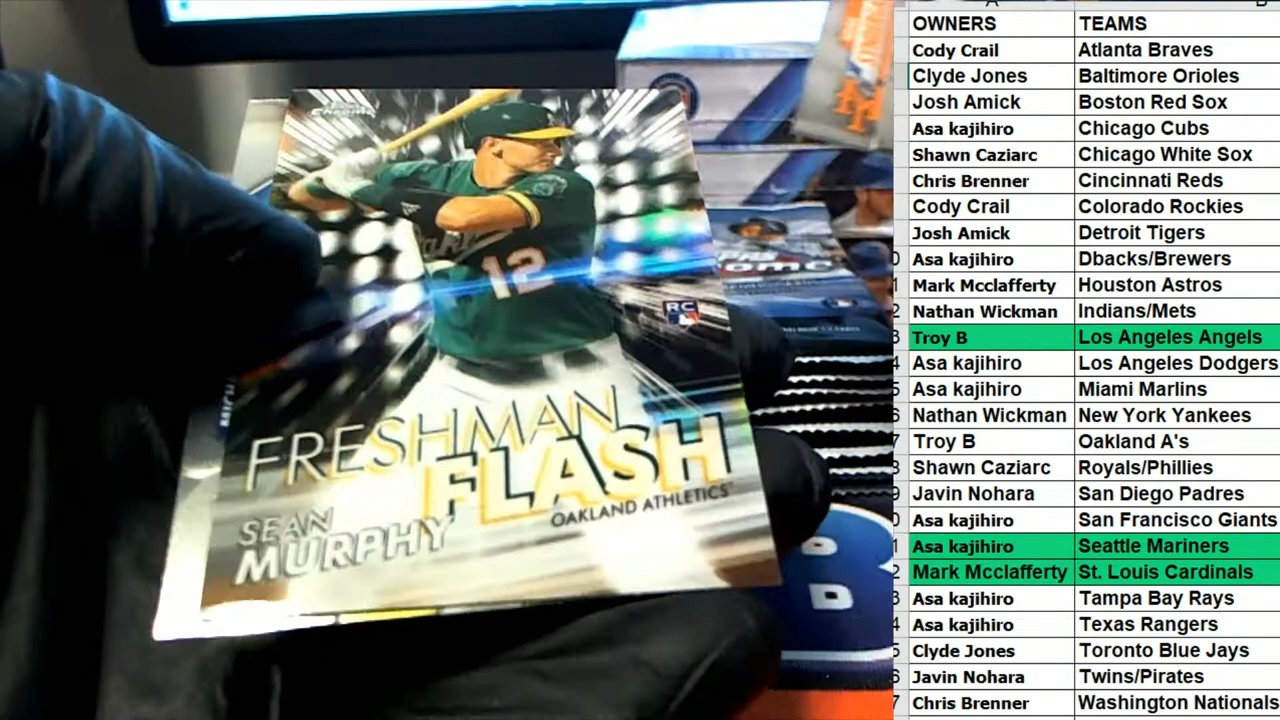 Chrome
12
RC
FRESHMAN
FLASH
OAKLAND ATHLETICS
SEAN
MURPHY
OWNERS TEAMS
Cody Crail Atlanta Braves
Clyde Jones Baltimore Orioles
Josh Amick Boston Red Sox
Asa kajihiro Chicago Cubs
Shawn Caziarc Chicago White Sox
Chris Brenner Cincinnati Reds
Cody Crail Colorado Rockies
Josh Amick Detroit Tigers
Asa kajihiro Dbacks/Brewers
Mark Mcclafferty Houston Astros
Nathan Wickman Indians/Mets
Troy B Los Angeles Angels
Asa kajihiro Los Angeles Dodgers
Asa kajihiro Miami Marlins
Nathan Wickman New York Yankees
Troy B Oakland A's
Shawn Caziarc Royals/Phillies
Javin Nohara San Diego Padres
Asa kajihiro San Francisco Giants
Asa kajihiro Seattle Mariners
Mark Mcclafferty St. Louis Cardinals
Asa kajihiro Tampa Bay Rays
Asa kajihiro Texas Rangers
Clyde Jones Toronto Blue Jays
Javin Nohara Twins/Pirates
Chris Brenner Washington Nationals